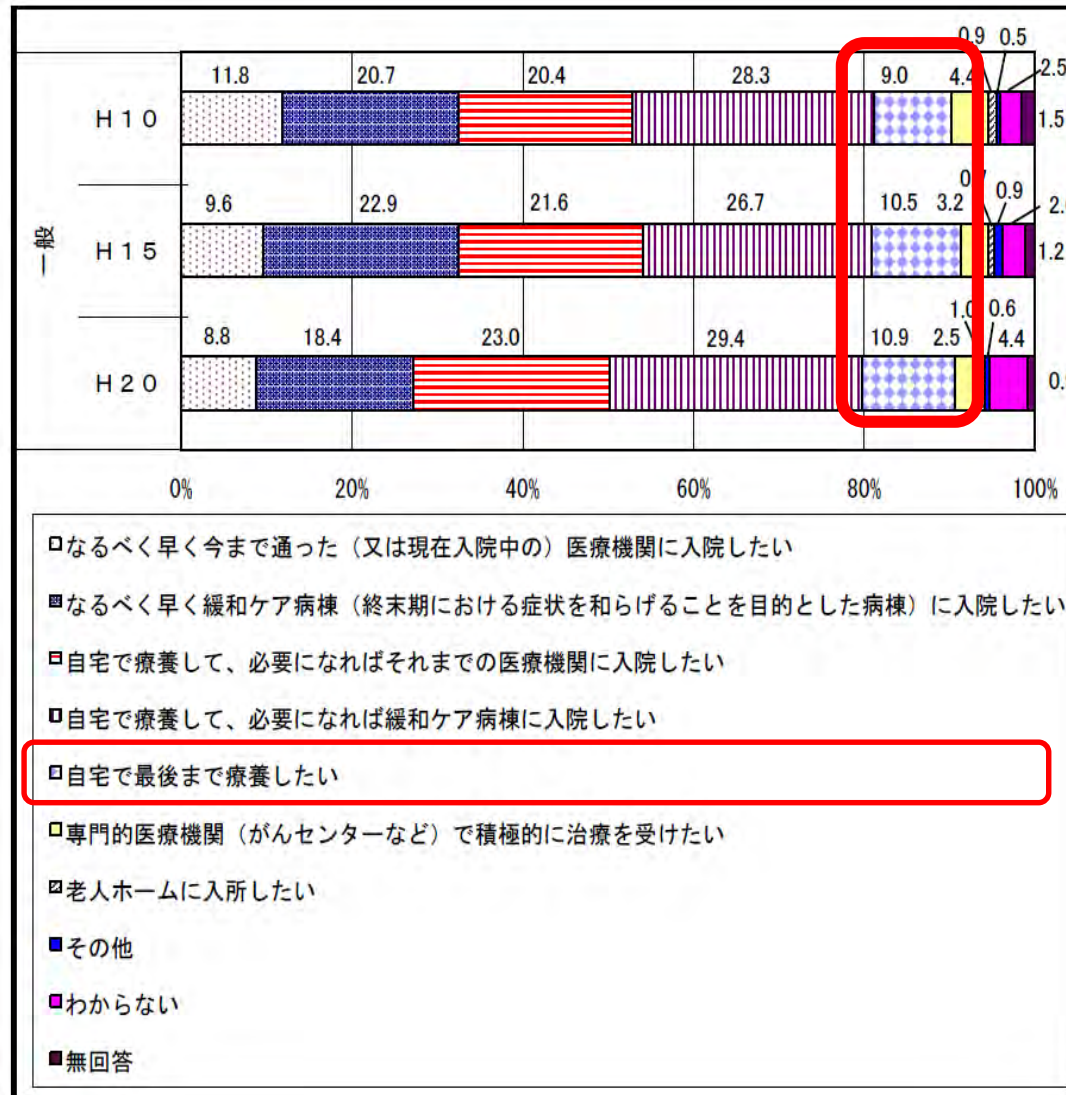 0.9 0.5
11.8 20.7 20.4 28.3 9.0 4.4 2.5
H10
1.5
0.9
9.6 22.9 21.6 26.7 10.5 3.2
一般
H15
1.2
1.0 0.6
8.8 18.4 23.0 29.4 10.9 2.5 4.4
H20
0% 20% 40% 60% 80% 100%
なるべく早く今まで通った（又は現在入院中の）医療機関に入院したい
なるべく早く緩和ケア病棟（終末期における症状を和らげることを目的とした病棟）に入院したい
自宅で療養して、必要になればそれまでの医療機関に入院したい
自宅で療養して、必要になれば緩和ケア病棟に入院したい
自宅で最後まで療養したい
専門的医療機関（がんセンターなど）で積極的に治療を受けたい
老人ホームに入所したい
その他
わからない
無回答